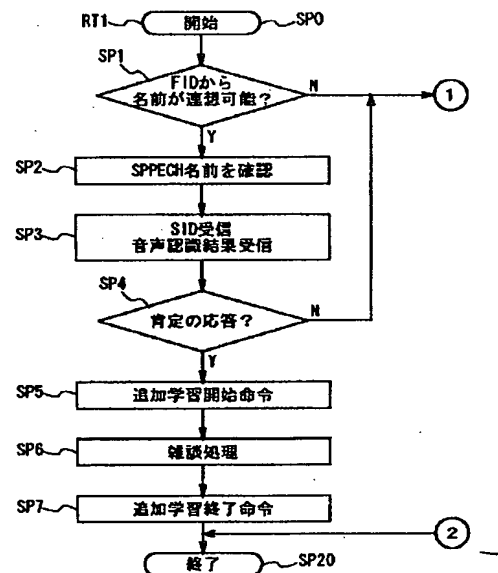 RT1 開始 SP0
SP1
FIDから
名前が連想可能？
N
1
Y
SP2 SPPECH名前を確認
SP3
SID受信
音声認識結果受信
SP4
肯定の応答？
N
Y
SP5 追加学習開始命令
SP6 雑談処理
SP7 追加学習終了命令
2
終了 SP20